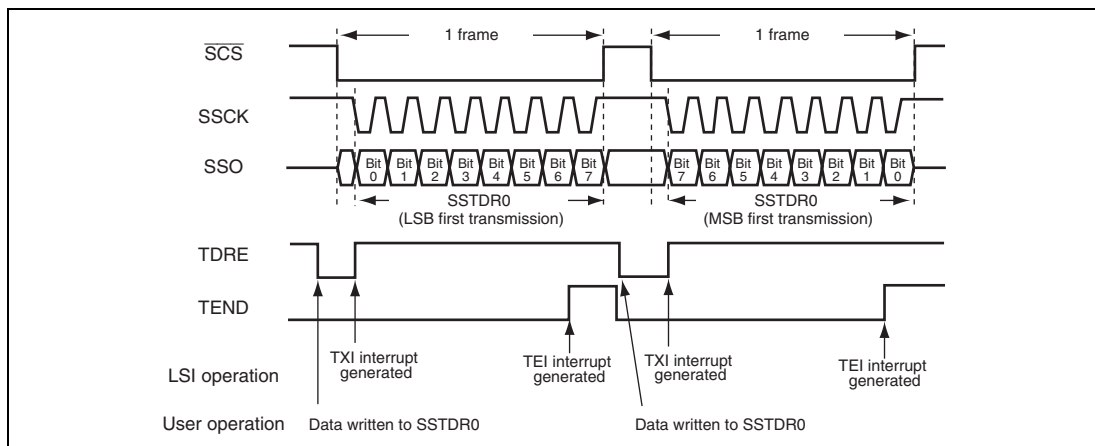 1 frame 1 frame
SCS
SSCK
SSO
Bit 0 Bit 1 Bit 2 Bit 3 Bit 4 Bit 5 Bit 6 Bit 7 Bit 7 Bit 6 Bit 5 Bit 4 Bit 3 Bit 2 Bit 1 Bit 0
SSTDR0 SSTDR0
(LSB first transmission) (MSB first transmission)
TDRE
TEND
TXI interrupt generated
TEI interrupt generated
TXI interrupt generated
TEI interrupt generated
LSI operation
User operation Data written to SSTDR0 Data written to SSTDR0